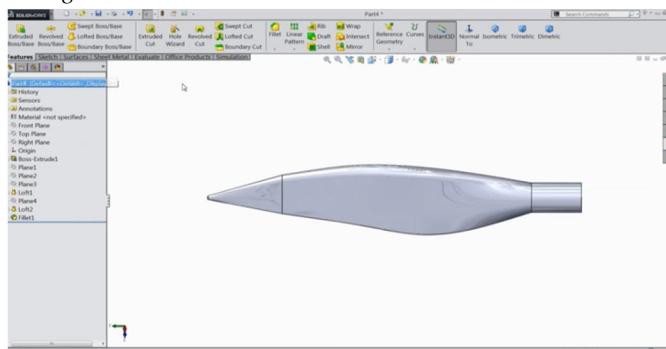 SOLIDWORKS
Part4 *
Search Commands
Extruded Boss/Base
Revolved Boss/Base
Swept Boss/Base
Lofted Boss/Base
Boundary Boss/Base
Extruded Cut
Hole Wizard
Revolved Cut
Swept Cut
Lofted Cut
Boundary Cut
Fillet
Linear Pattern
Rib
Draft
Shell
Wrap
Intersect
Mirror
Reference Geometry
Curves
Instant3D
Normal To
Isometric
Trimetric
Dimetric
Features Sketch Surfaces Sheet Metal Evaluate Office Products Simulation
History
Sensors
Annotations
Material <not specified>
Front Plane
Top Plane
Right Plane
Origin
Boss-Extrude1
Plane1
Plane2
Plane3
Loft1
Plane4
Loft2
Fillet1